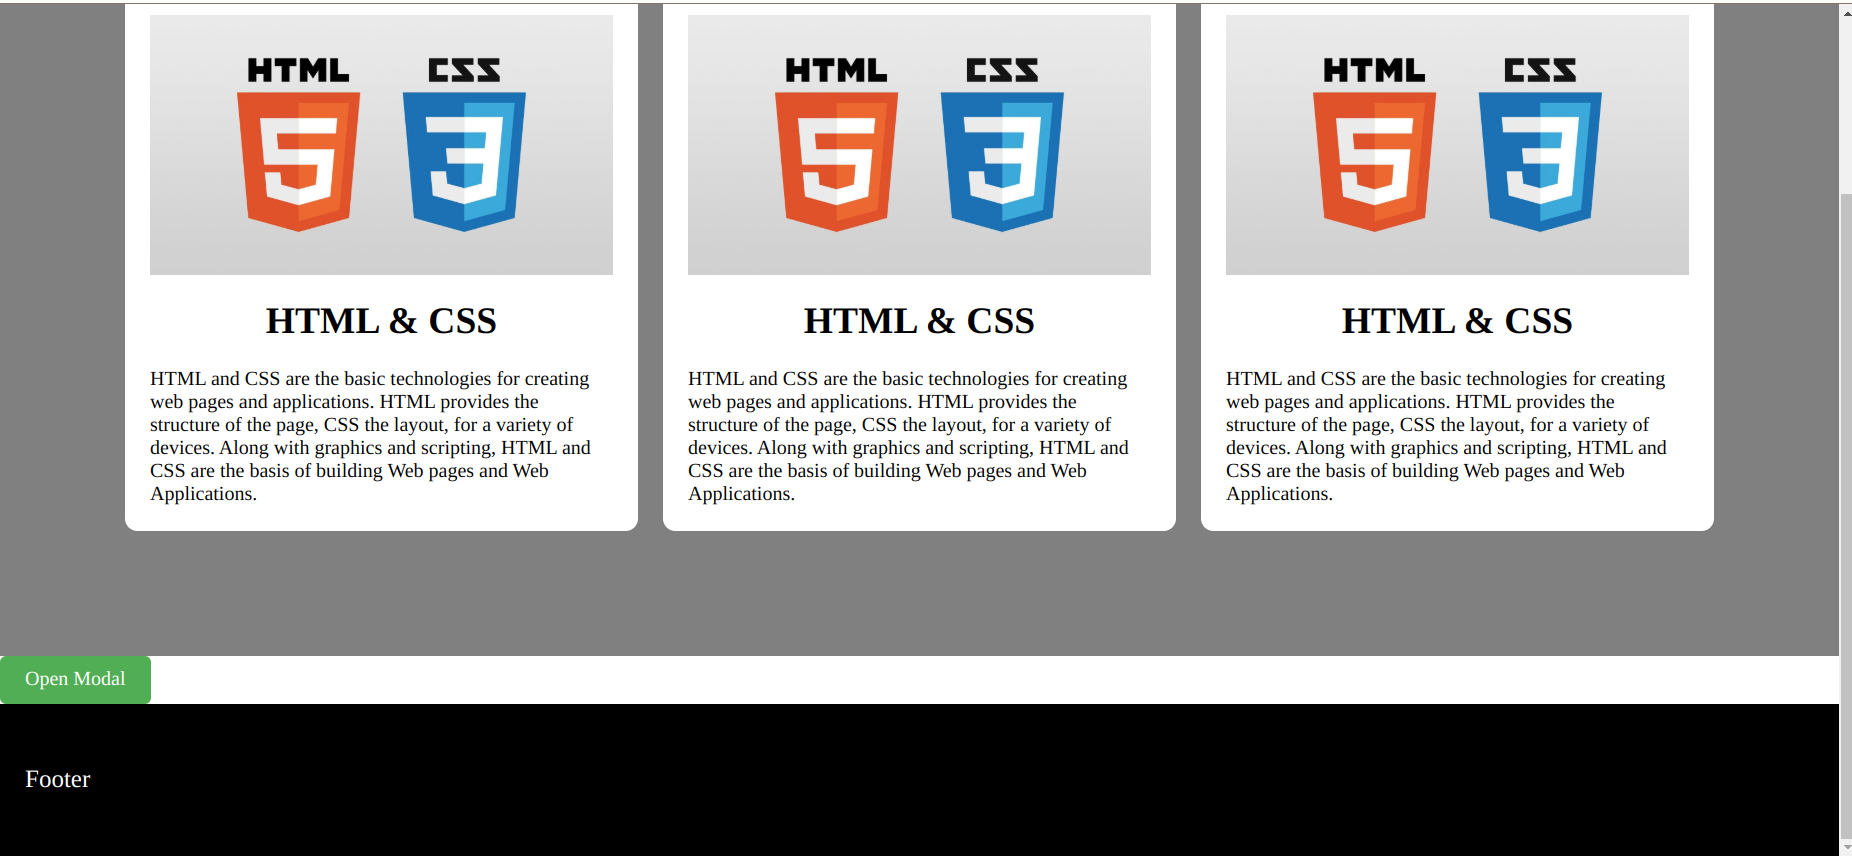 HTML CSS
5 3
HTML CSS
5 3
HTML CSS
5 3
HTML & CSS
HTML and CSS are the basic technologies for creating
web pages and applications. HTML provides the
structure of the page, CSS the layout, for a variety of
devices. Along with graphics and scripting, HTML and
CSS are the basis of building Web pages and Web
Applications.
HTML & CSS
HTML and CSS are the basic technologies for creating
web pages and applications. HTML provides the
structure of the page, CSS the layout, for a variety of
devices. Along with graphics and scripting, HTML and
CSS are the basis of building Web pages and Web
Applications.
HTML & CSS
HTML and CSS are the basic technologies for creating
web pages and applications. HTML provides the
structure of the page, CSS the layout, for a variety of
devices. Along with graphics and scripting, HTML and
CSS are the basis of building Web pages and Web
Applications.
Open Modal
Footer